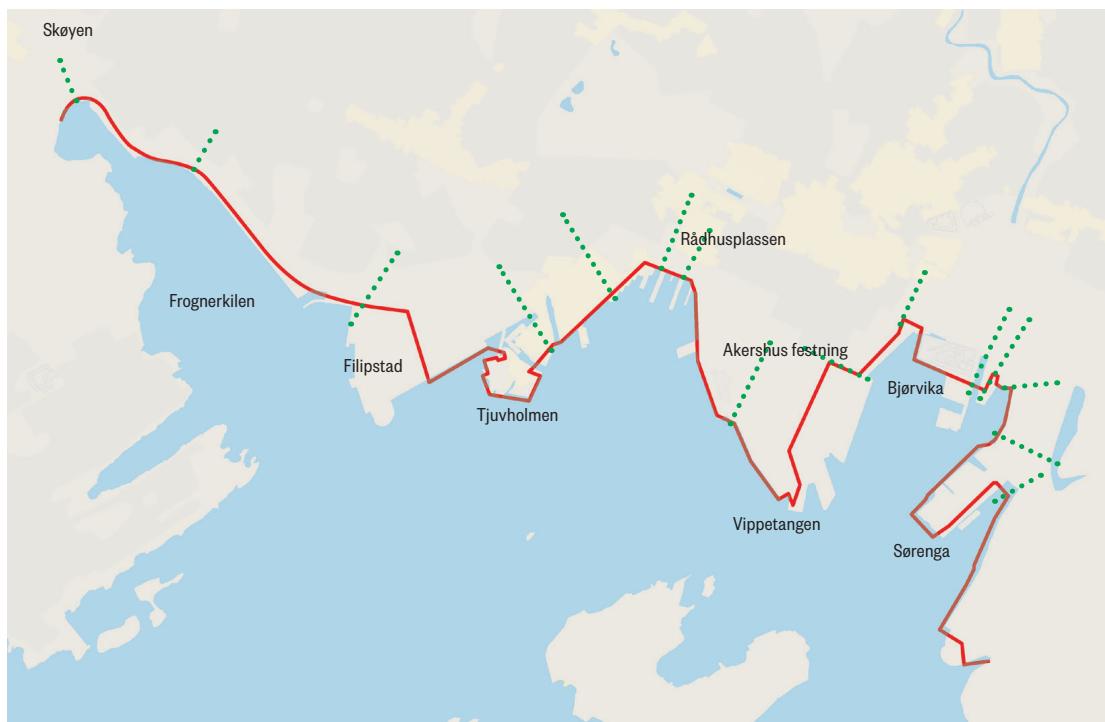 Skøyen
Rådhusplassen
Frognerkilen
Akershus festning
Filipstad
Bjørvika
Tjuvholmen
Vippetangen
Sørenga